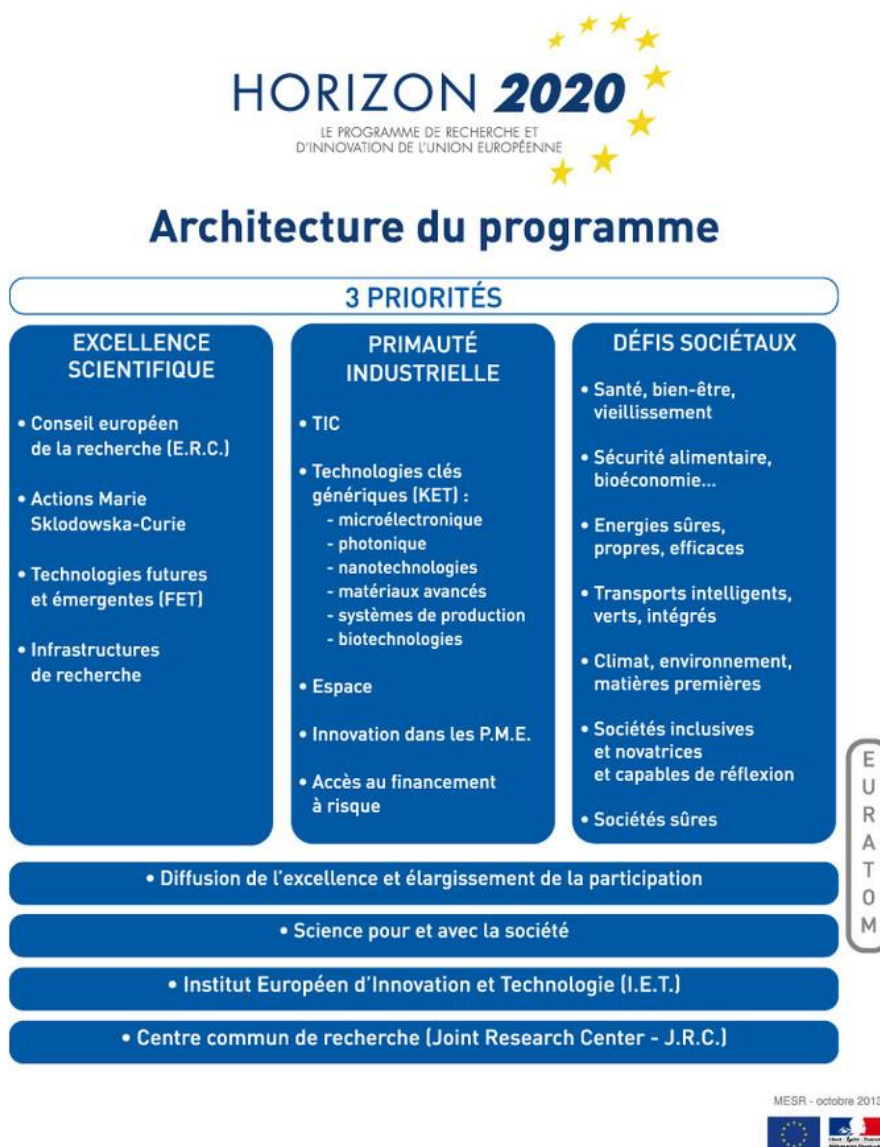 HORIZON 2020
LE PROGRAMME DE RECHERCHE ET
D'INNOVATION DE L'UNION EUROPÉENNE
Architecture du programme
3 PRIORITÉS
EXCELLENCE
SCIENTIFIQUE
• Conseil européen
de la recherche (E.R.C.)
• Actions Marie
Sklodowska-Curie
• Technologies futures
et émergentes (FET)
• Infrastructures
de recherche
PRIMAUTÉ
INDUSTRIELLE
• TIC
• Technologies clés
génériques (KET) :
- microélectronique
- photonique
- nanotechnologies
- matériaux avancés
- systèmes de production
- biotechnologies
• Espace
• Innovation dans les P.M.E.
• Accès au financement
à risque
DÉFIS SOCIÉTAUX
• Santé, bien-être,
vieillissement
• Sécurité alimentaire,
bioéconomie...
• Energies sûres,
propres, efficaces
• Transports intelligents,
verts, intégrés
• Climat, environnement,
matières premières
• Sociétés inclusives
et novatrices
et capables de réflexion
• Sociétés sûres
EURATOM
• Diffusion de l'excellence et élargissement de la participation
• Science pour et avec la société
• Institut Européen d'Innovation et Technologie (I.E.T.)
• Centre commun de recherche (Joint Research Center - J.R.C.)
MESR - octobre 2013